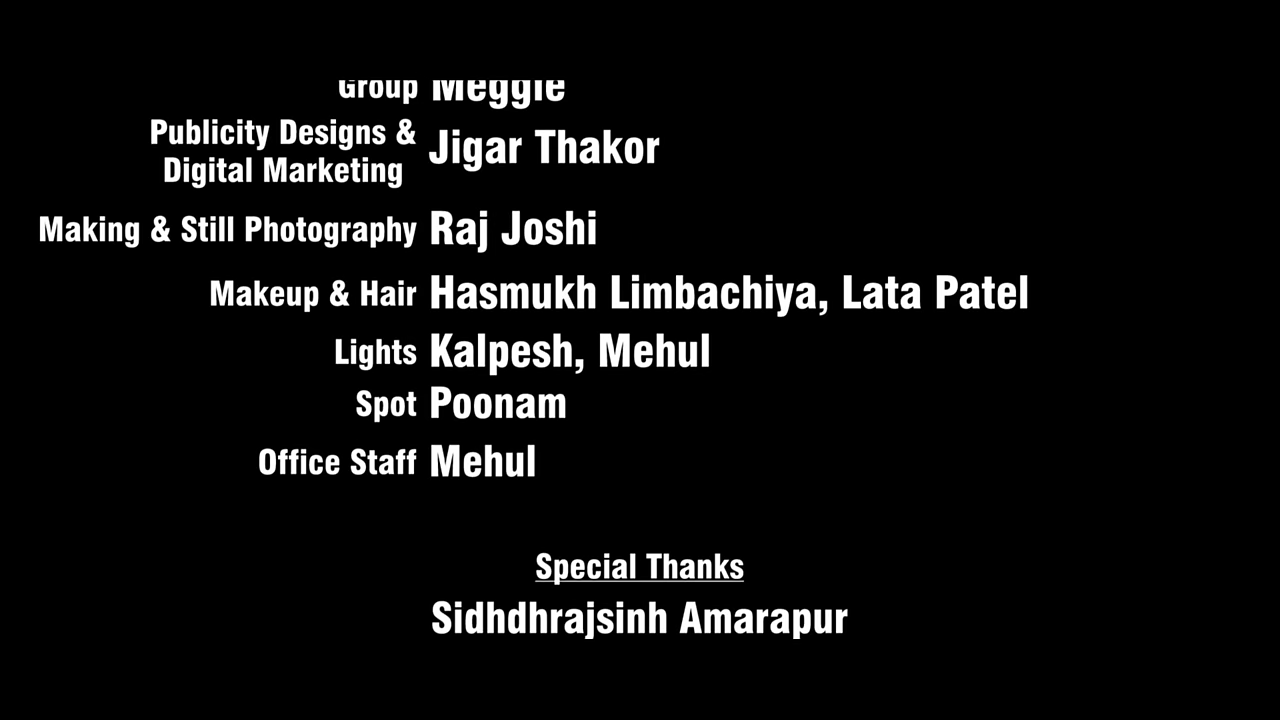 Group Meggie
Publicity Designs &
Digital Marketing Jigar Thakor
Making & Still Photography Raj Joshi
Makeup & Hair Hasmukh Limbachiya, Lata Patel
Lights Kalpesh, Mehul
Spot Poonam
Office Staff Mehul
Special Thanks
Sidhdhrajsinh Amarapur